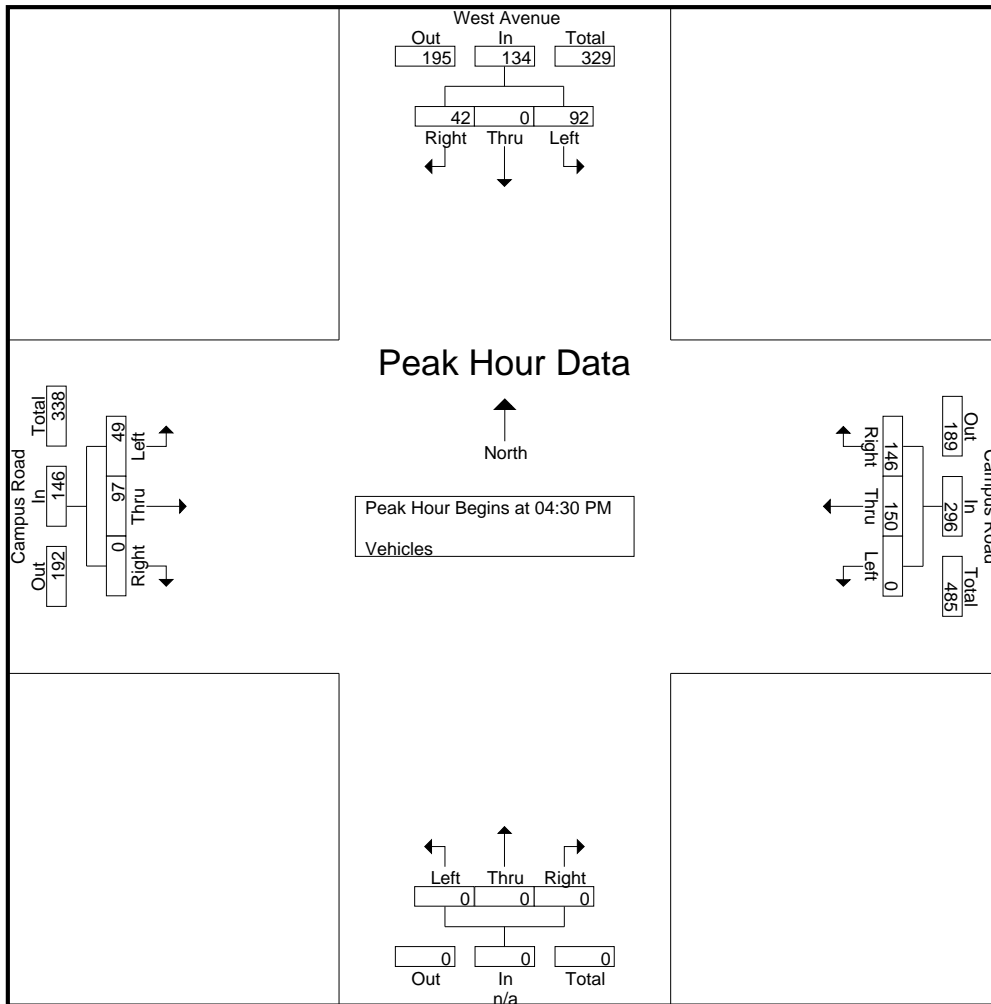 West Avenue
Out In Total
195 134 329
42 0 92
Right Thru Left
Peak Hour Data
North
Peak Hour Begins at 04:30 PM
Vehicles
Campus Road
Out In Total
192 146 338
Right Thru Left
0 97 49
Campus Road
Out In Total
189 296 485
Right Thru Left
146 150 0
Left Thru Right
0 0 0
0 0 0
Out In Total
n/a